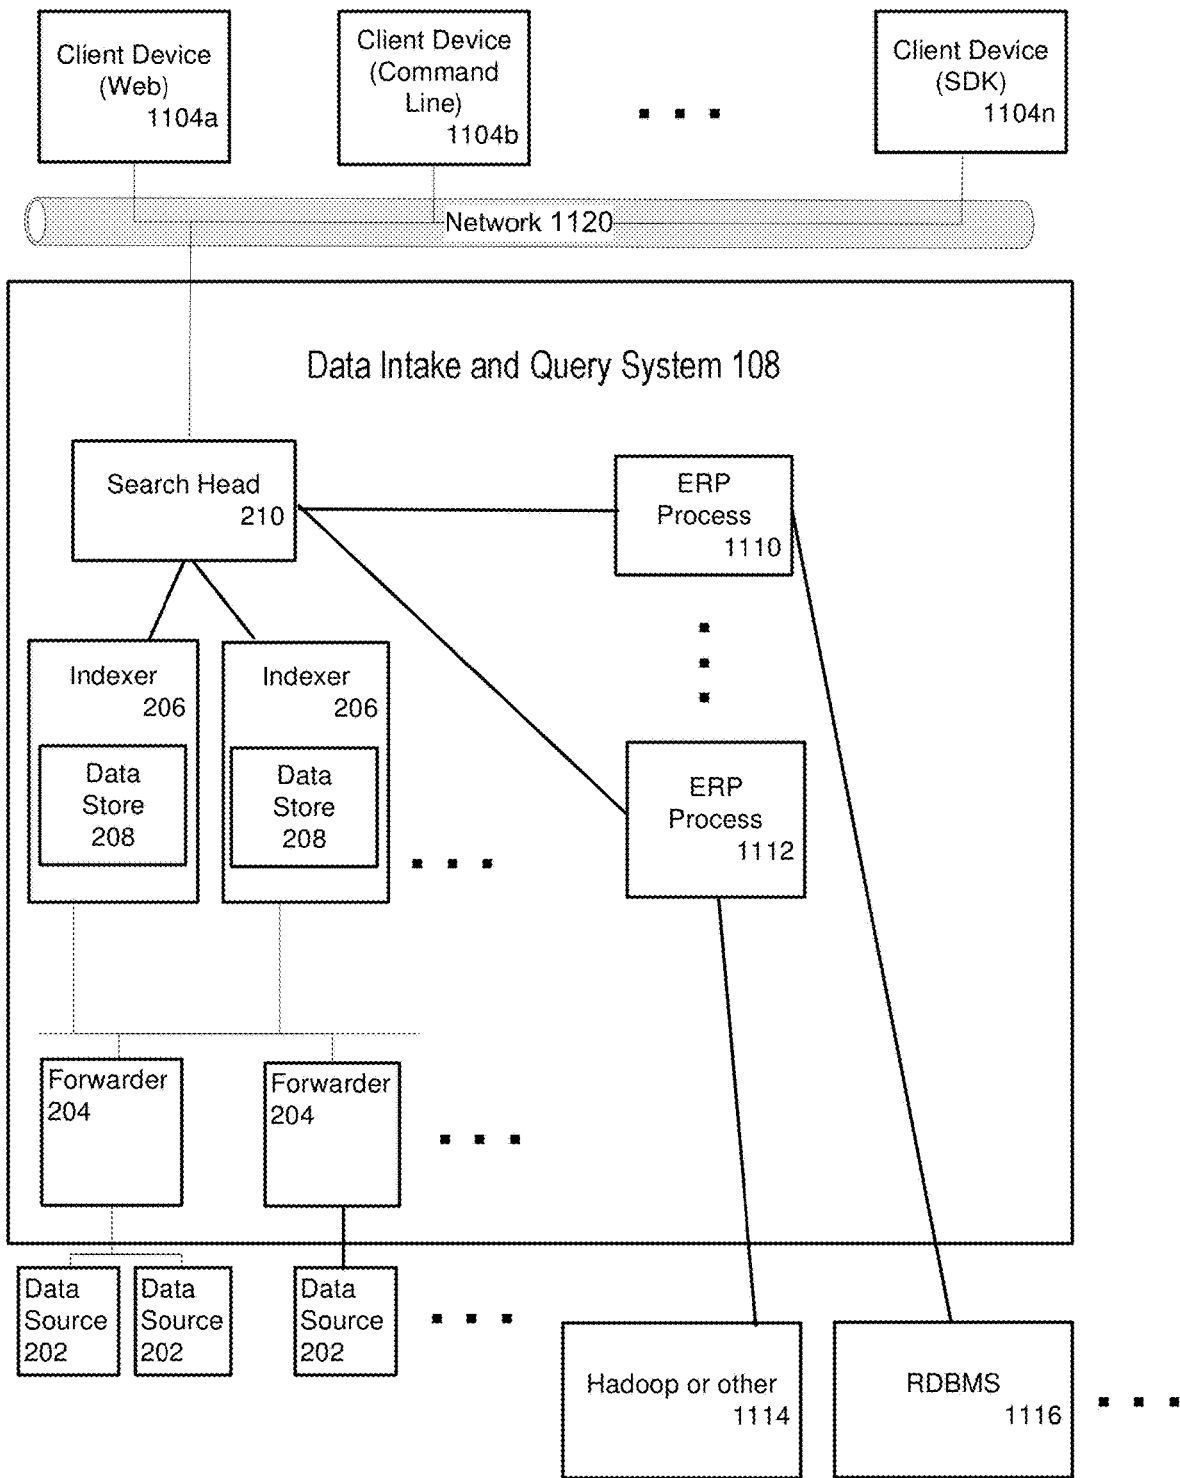 Client Device
(Web)
1104a
Client Device
(Command
Line)
1104b
Client Device
(SDK)
1104n
Network 1120
Data Intake and Query System 108
Search Head
210
ERP
Process
1110
Indexer
206
Data
Store
208
Indexer
206
Data
Store
208
ERP
Process
1112
Forwarder
204
Forwarder
204
Data
Source
202
Data
Source
202
Data
Source
202
Hadoop or other
1114
RDBMS
1116